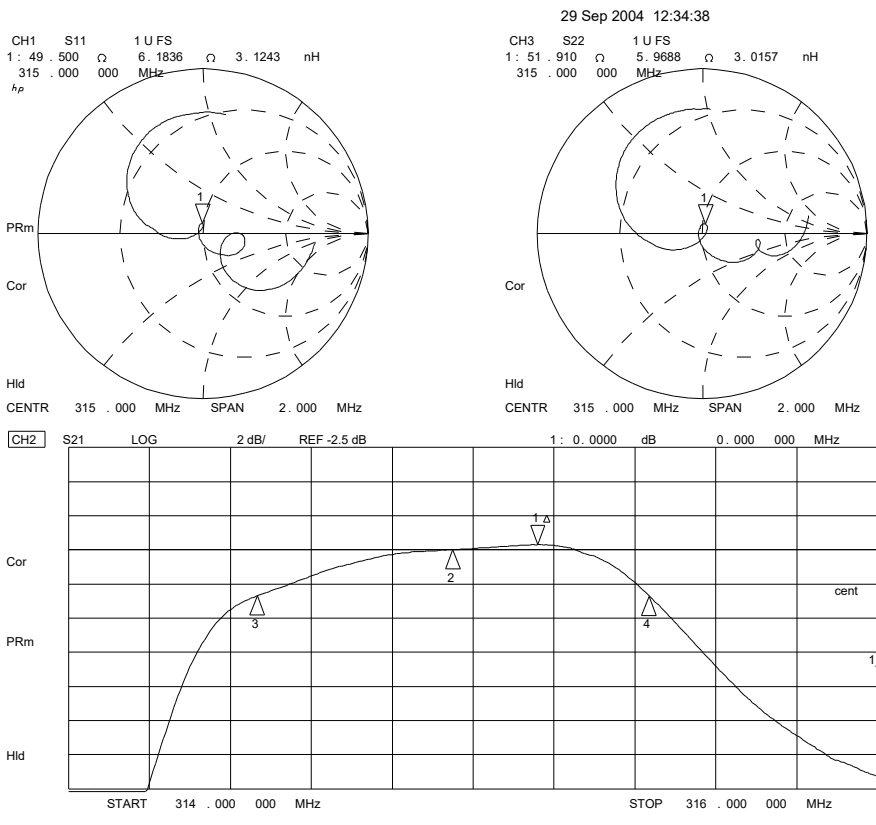 29 Sep 2004 12:34:38
CH1 S11 1 U FS
1 : 49 . 500 Ω 6. 1836 Ω 3. 1243 nH
315 . 000 000 MHz
hp
1
PRm
Cor
Hld
CENTR 315 . 000 MHz SPAN 2. 000 MHz
CH3 S22 1 U FS
1 : 51 . 910 Ω 5. 9688 Ω 3. 0157 nH
315 . 000 000 MHz
1
PRm
Cor
Hld
CENTR 315 . 000 MHz SPAN 2. 000 MHz
CH2 S21 LOG 2 dB/ REF -2.5 dB 1 : 0. 0000 dB 0. 000 000 MHz
1
Cor
2
cent
3
4
PRm
1
Hld
START 314 . 000 000 MHz STOP 316 . 000 000 MHz